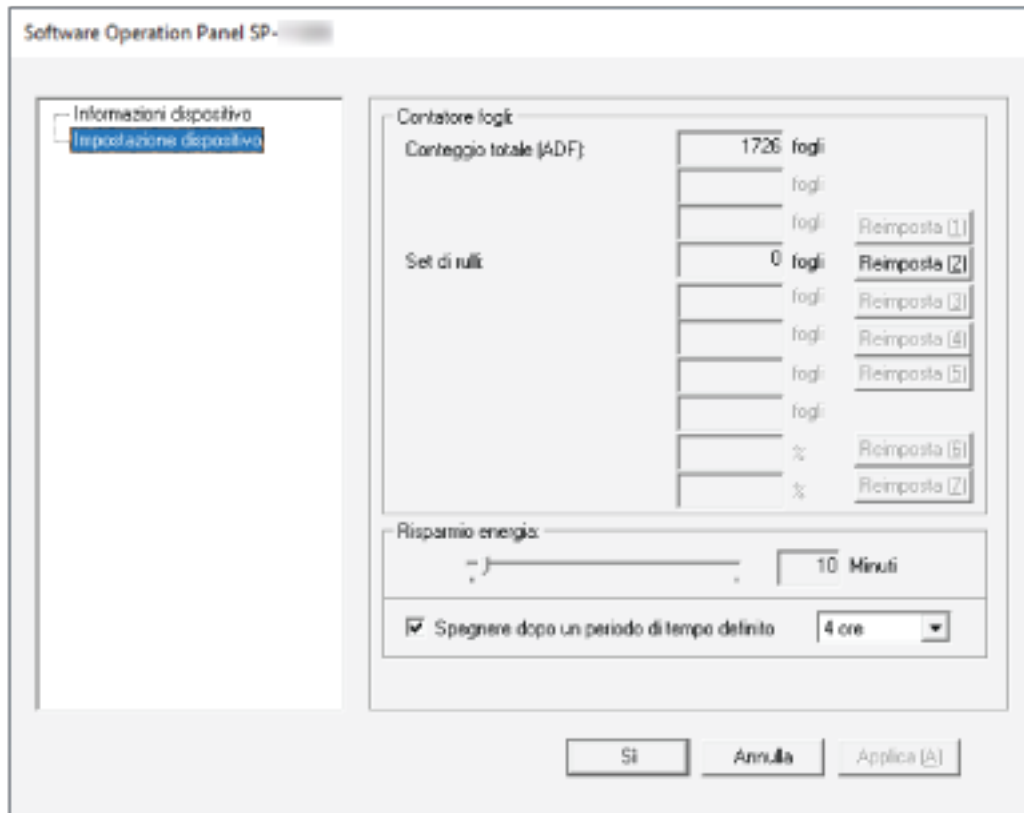 Software Operation Panel SP-
Informazioni dispositivo
Impostazione dispositivo
Contatore fogli:
Conteggio totale (ADF): 1726 fogli
fogli
fogli Reimposta (1)
Set di rulli: 0 fogli Reimposta (2)
fogli Reimposta (3)
fogli Reimposta (4)
fogli Reimposta (5)
fogli
% Reimposta (6)
% Reimposta (7)
Risparmio energia:
10 Minuti
Spegnere dopo un periodo di tempo definito 4 ore
Sì Annulla Applica (A)